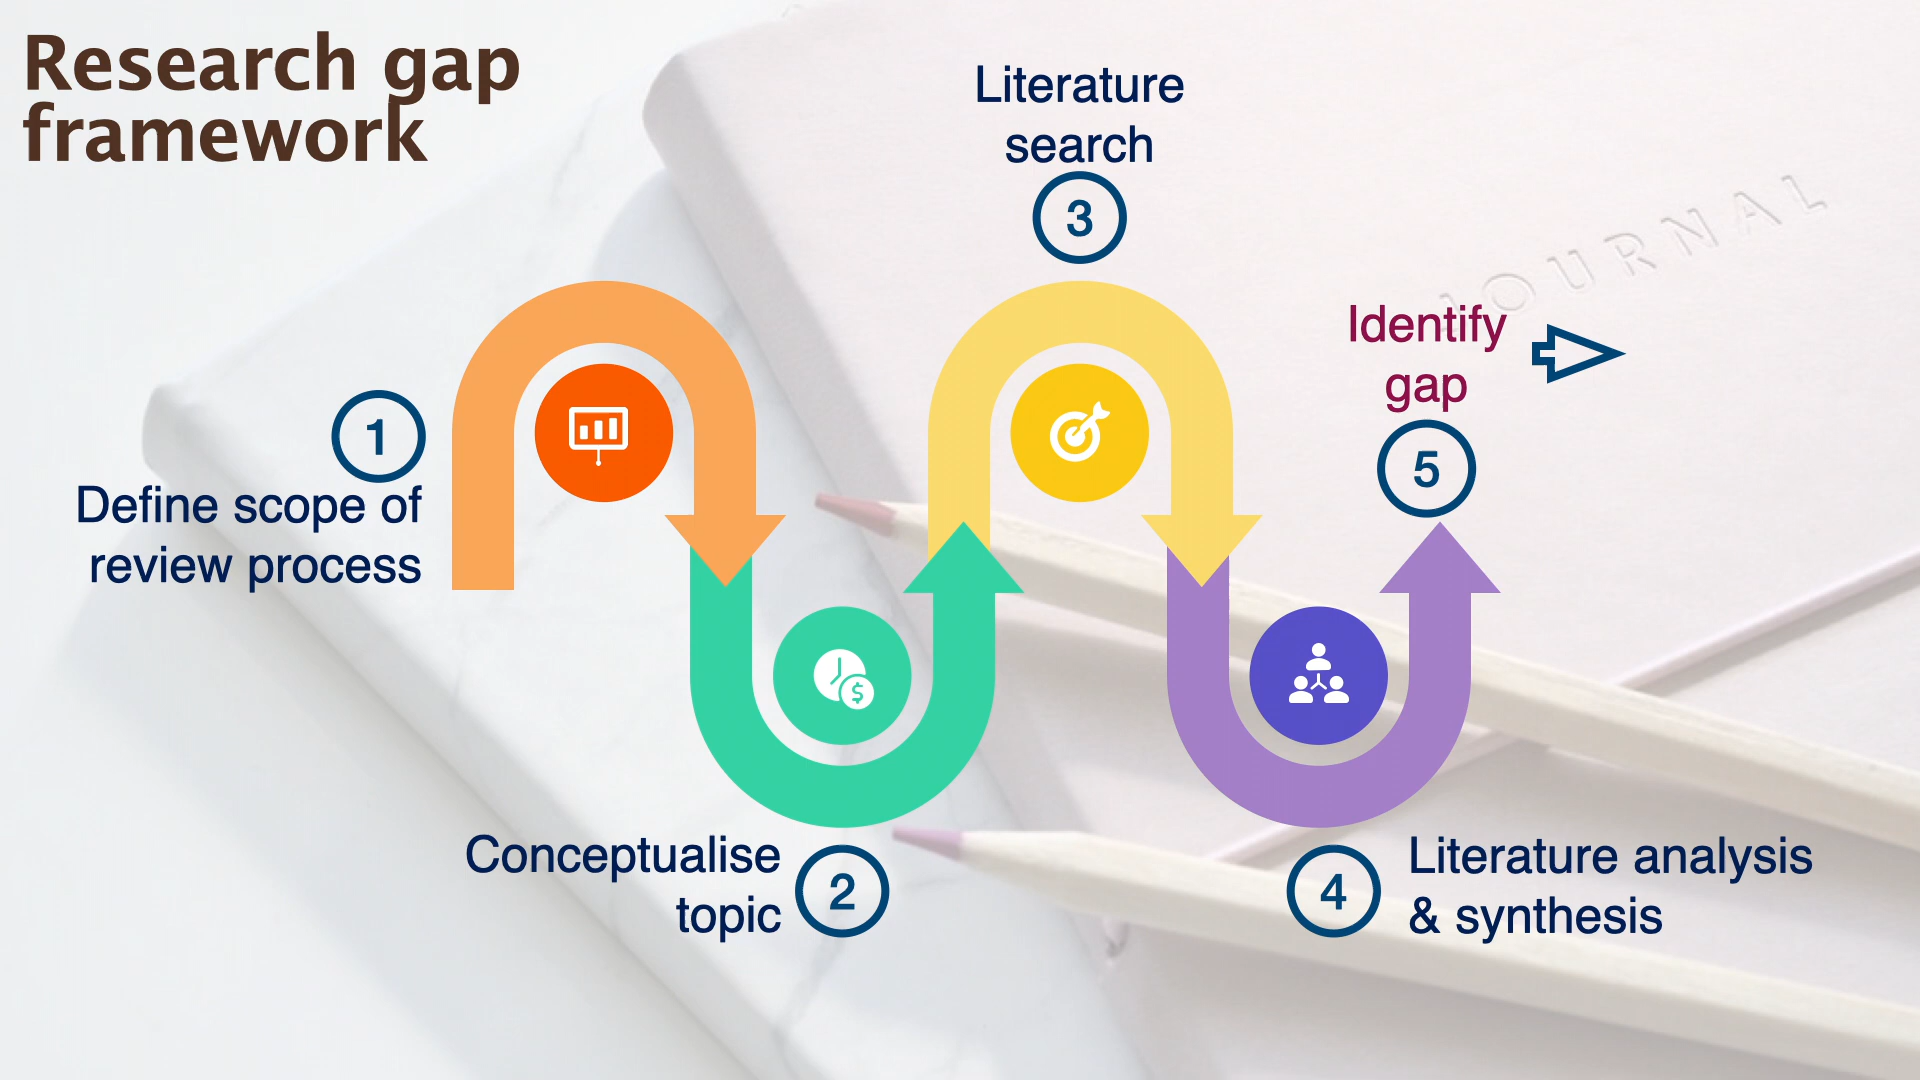 Research gap
framework
1
Define scope of
review process
Conceptualise
topic
2
Literature
search
3
4
Literature analysis
& synthesis
Identify
gap
5
JOURNAL
$